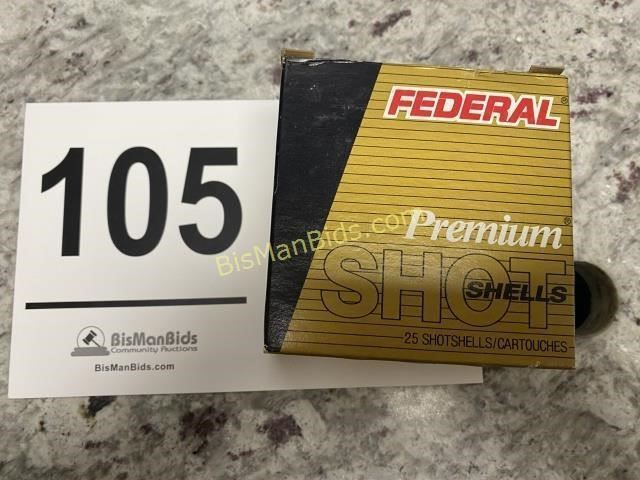 105
BisManBids
Community Auctions
BisManBids.com
FEDERAL®
Premium®
SHOT
SHELLS
25 SHOTSHELLS/CARTOUCHES
BisManBids.com